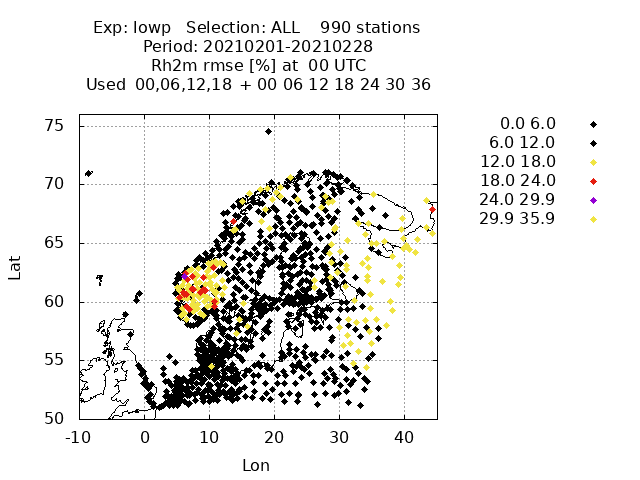 Exp: lowp Selection: ALL 990 stations
Period: 20210201-20210228
Rh2m rmse [%] at 00 UTC
Used 00,06,12,18 + 00 06 12 18 24 30 36
0.0 6.0
6.0 12.0
12.0 18.0
18.0 24.0
24.0 29.9
29.9 35.9
75
70
65
60
55
50
Lat
-10 0 10 20 30 40
Lon